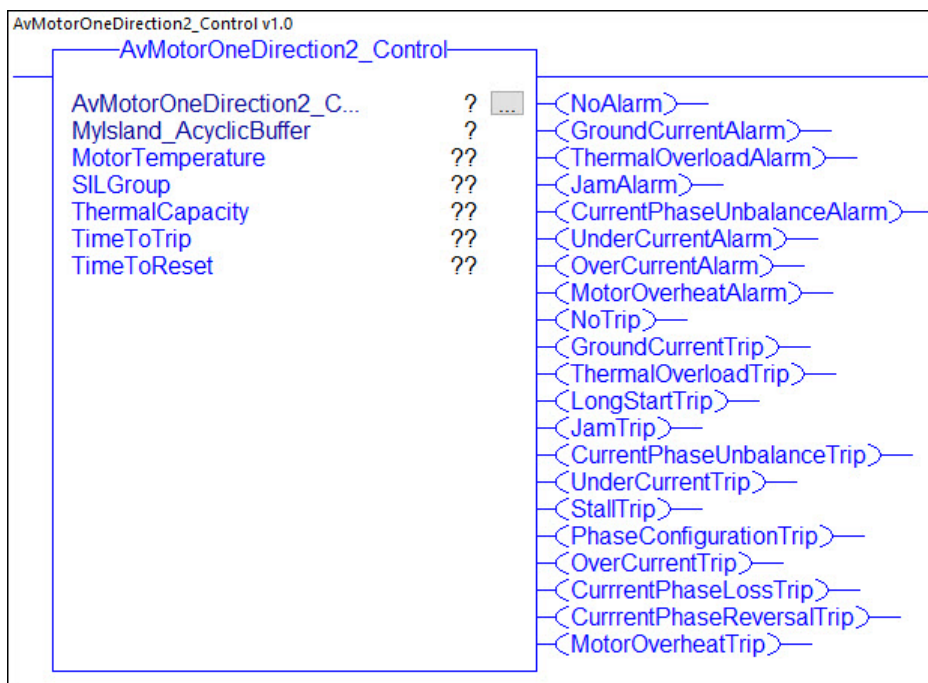 AvMotorOneDirection2_Control v1.0
AvMotorOneDirection2_Control
AvMotorOneDirection2_C... ? ... NoAlarm
MyIsland_AcyclicBuffer ? GroundCurrentAlarm
MotorTemperature ?? ThermalOverloadAlarm
SILGroup ?? JamAlarm
ThermalCapacity ?? CurrentPhaseUnbalanceAlarm
TimeToTrip ?? UnderCurrentAlarm
TimeToReset ?? OverCurrentAlarm
MotorOverheatAlarm
NoTrip
GroundCurrentTrip
ThermalOverloadTrip
LongStartTrip
JamTrip
CurrentPhaseUnbalanceTrip
UnderCurrentTrip
StallTrip
PhaseConfigurationTrip
OverCurrentTrip
CurrrentPhaseLossTrip
CurrrentPhaseReversalTrip
MotorOverheatTrip